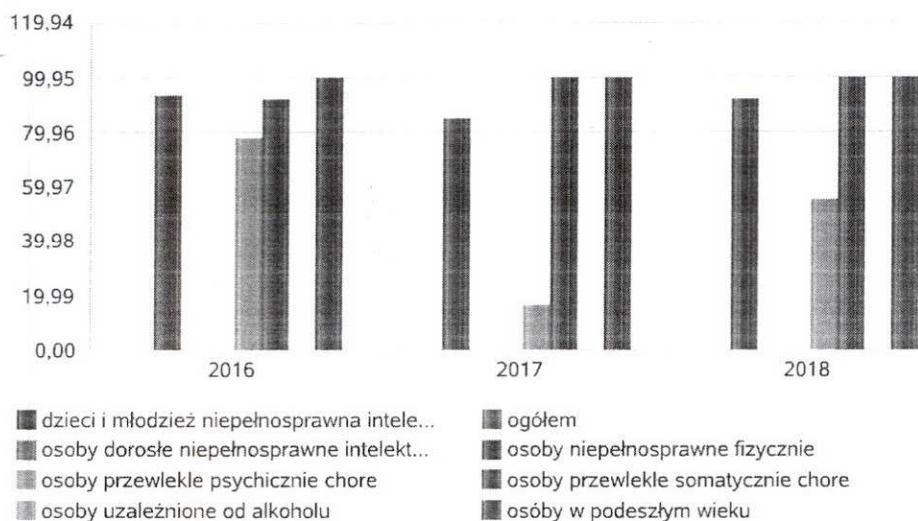 119,94
99,95
79,96
59,97
39,98
19,99
0,00
2016 2017 2018
dzieci i młodzież niepełnosprawna intele...
osoby dorosłe niepełnosprawne intelekt...
osoby przewlekle psychicznie chore
osoby uzależnione od alkoholu
ogółem
osoby niepełnosprawne fizycznie
osoby przewlekle somatycznie chore
osóby w podeszłym wieku